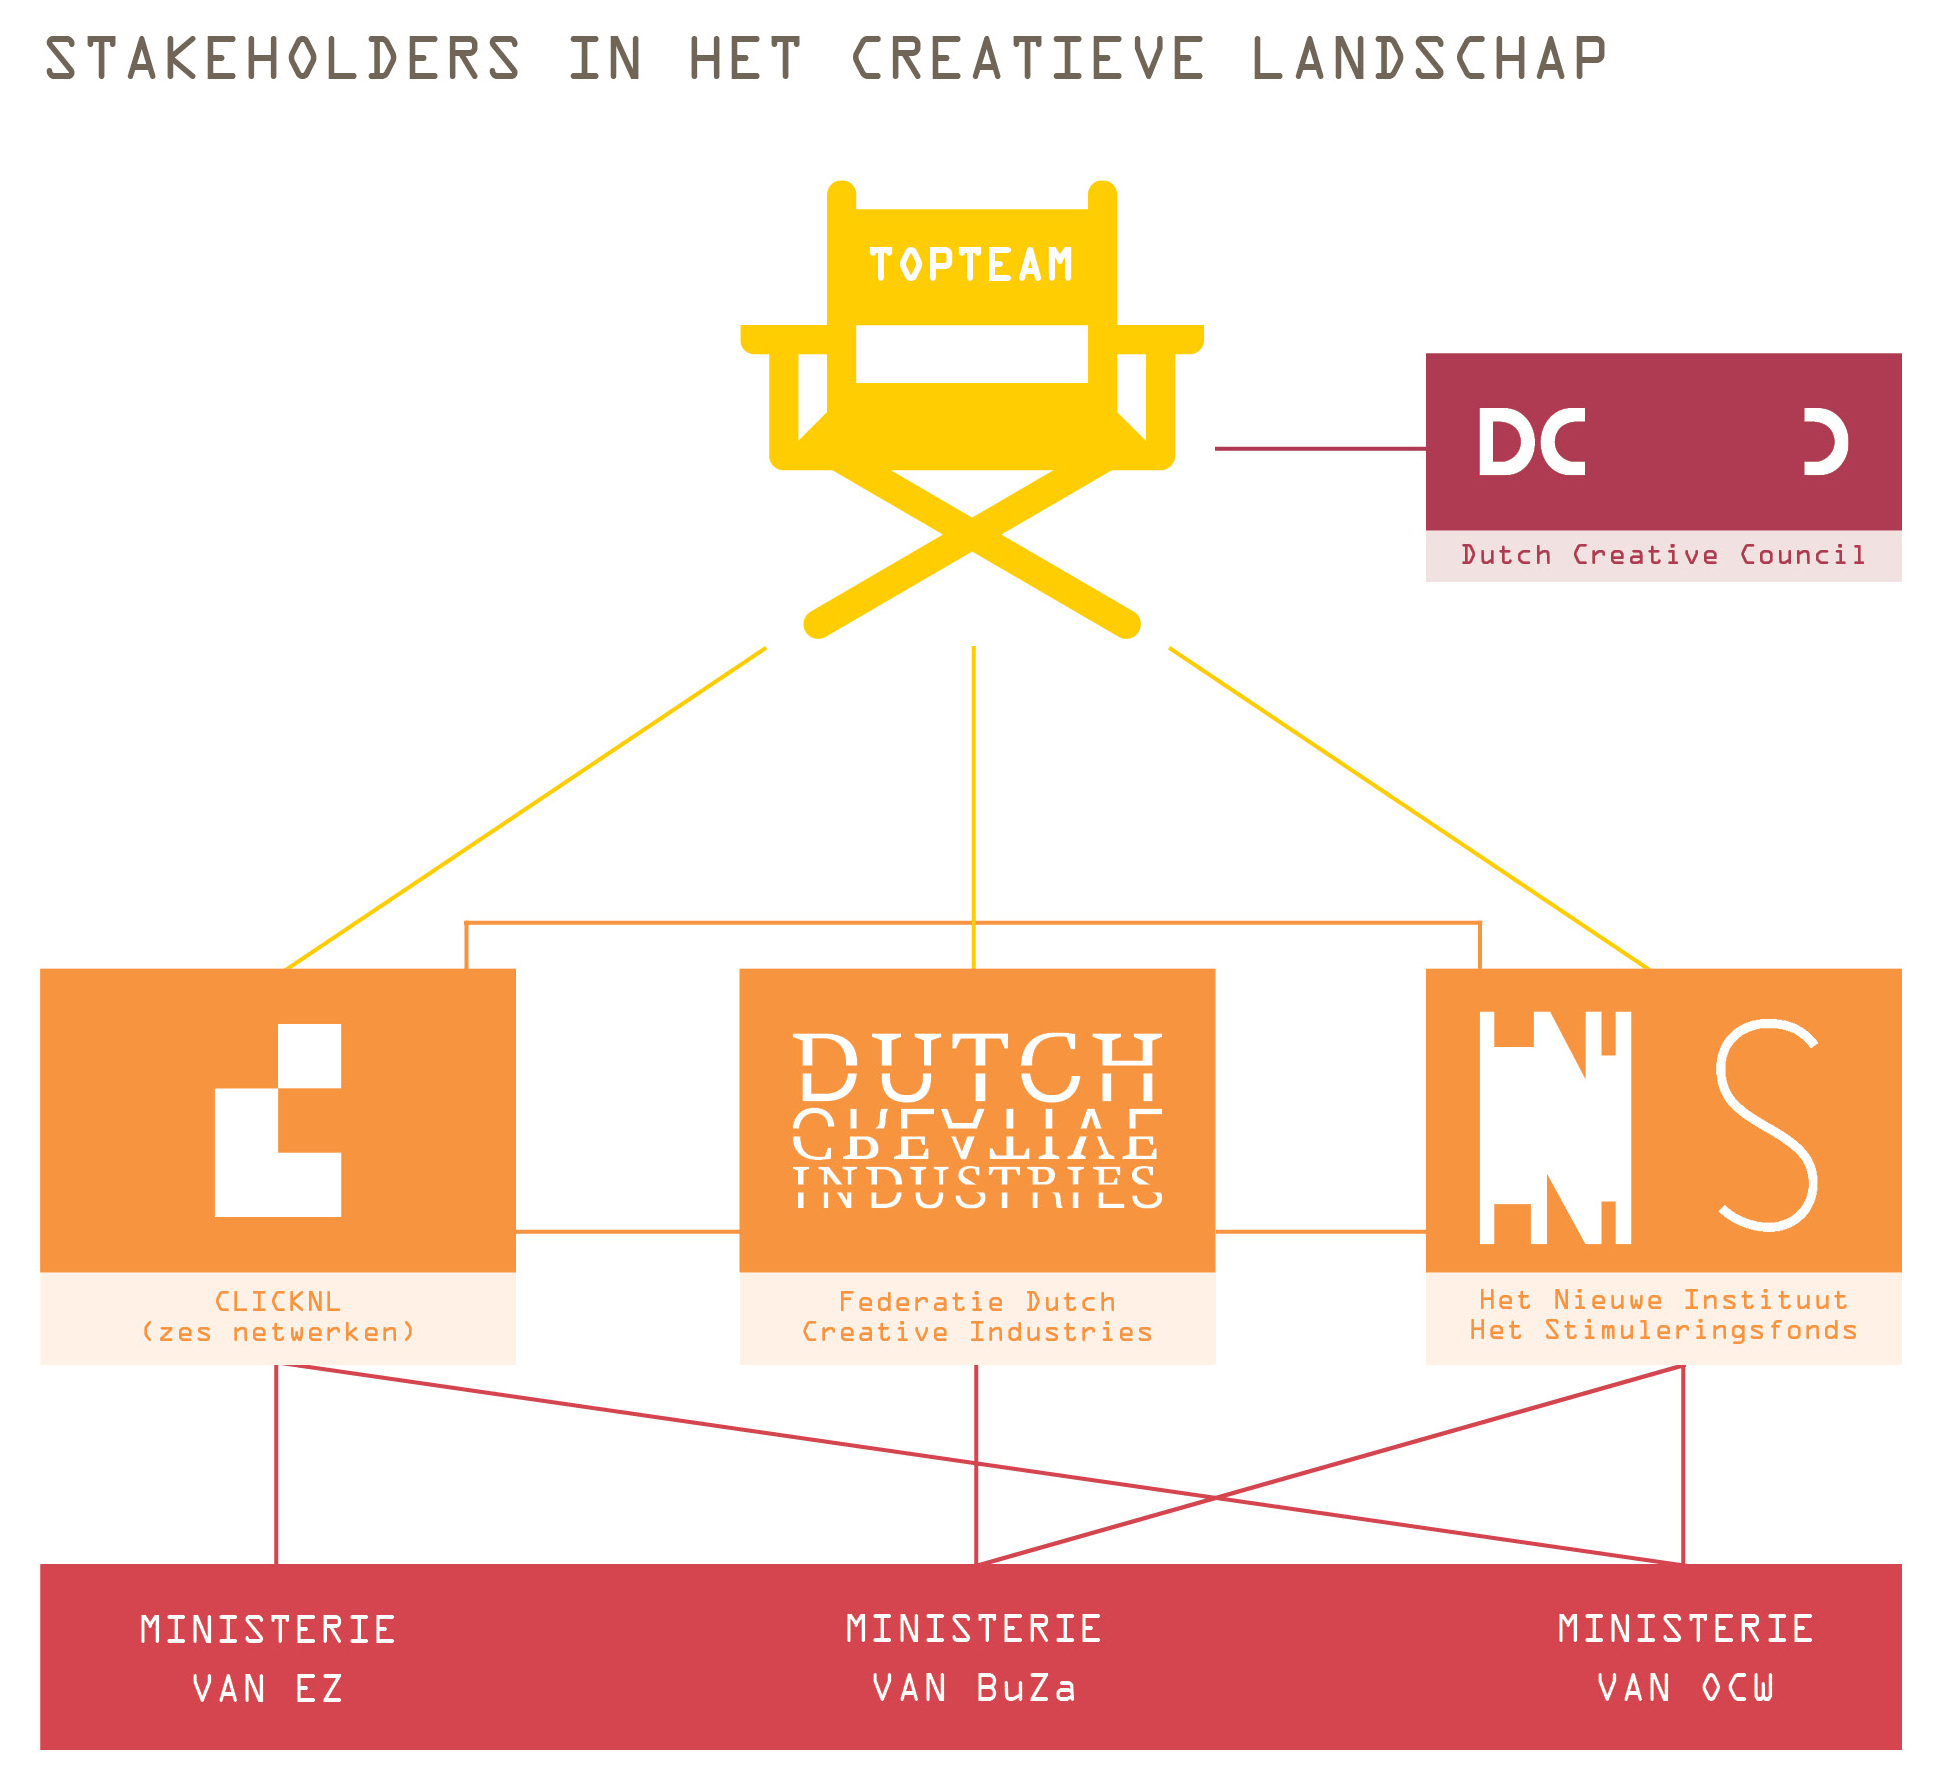 STAKEHOLDERS IN HET CREATIEVE LANDSCHAP
TOPTEAM
DC C
Dutch Creative Council
DUTCH
CREATIVE
INDUSTRIES
HNI S
CLICKNL
(zes netwerken)
Federatie Dutch
Creative Industries
Het Nieuwe Instituut
Het Stimuleringsfonds
MINISTERIE
VAN EZ
MINISTERIE
VAN BuZa
MINISTERIE
VAN OCW